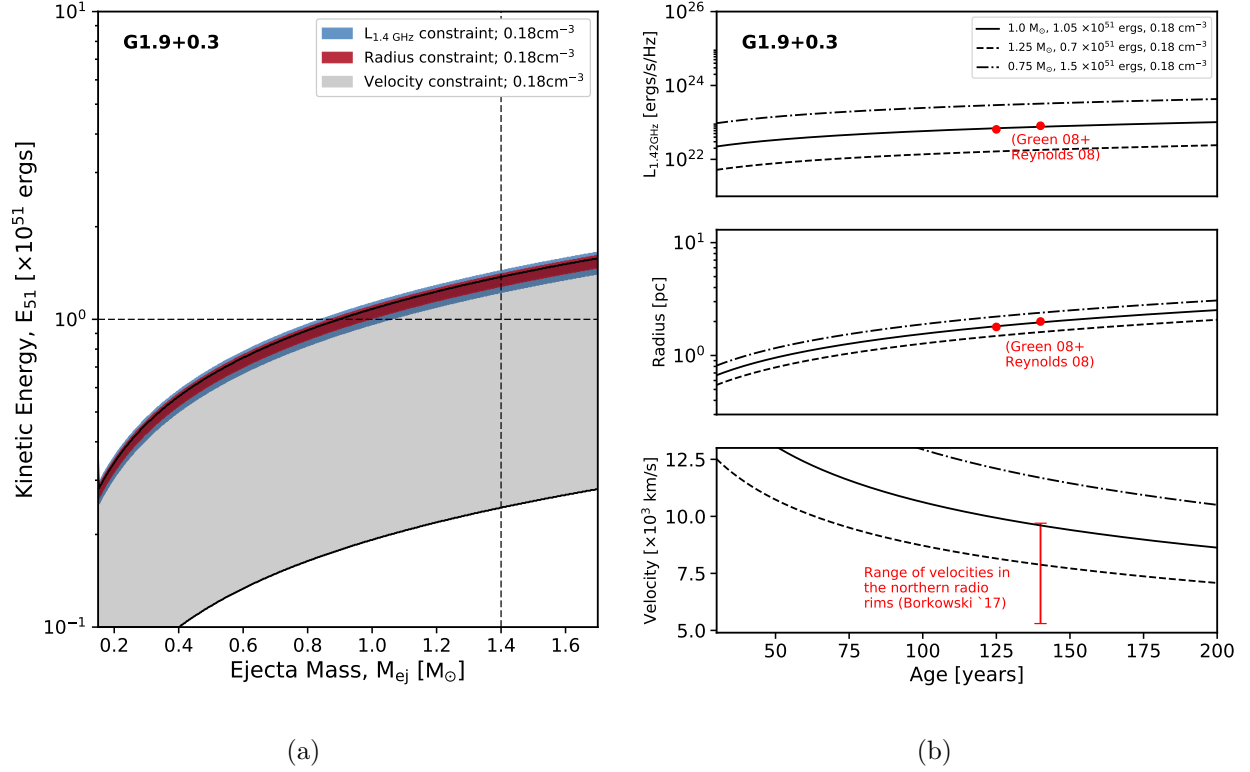 G1.9+0.3
L1.4 GHz constraint; 0.18cm−3
Radius constraint; 0.18cm−3
Velocity constraint; 0.18cm−3
Kinetic Energy, E51 [×10^51 ergs]
10^1
10^0
10^−1
0.2 0.4 0.6 0.8 1.0 1.2 1.4 1.6
Ejecta Mass, Mej [M⊙]
(a)
G1.9+0.3
1.0 M⊙, 1.05 ×10^51 ergs, 0.18 cm−3
1.25 M⊙, 0.7 ×10^51 ergs, 0.18 cm−3
0.75 M⊙, 1.5 ×10^51 ergs, 0.18 cm−3
L1.42GHz [ergs/s/Hz]
10^26
10^24
10^22
(Green 08+
Reynolds 08)
Radius [pc]
10^1
10^0
(Green 08+
Reynolds 08)
Velocity [×10^3 km/s]
12.5
10.0
7.5
5.0
Range of velocities in
the northern radio
rims (Borkowski `17)
50 75 100 125 150 175 200
Age [years]
(b)